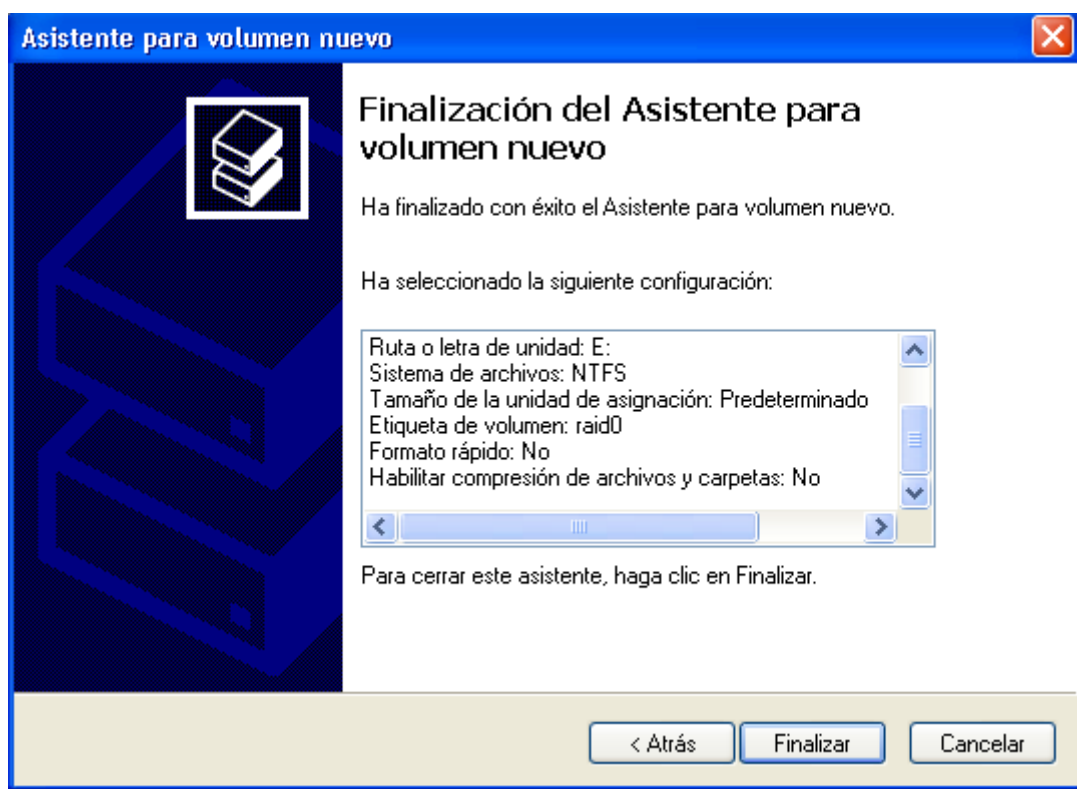 Asistente para volumen nuevo
Finalización del Asistente para
volumen nuevo
Ha finalizado con éxito el Asistente para volumen nuevo.
Ha seleccionado la siguiente configuración:
Ruta o letra de unidad: E:
Sistema de archivos: NTFS
Tamaño de la unidad de asignación: Predeterminado
Etiqueta de volumen: raid0
Formato rápido: No
Habilitar compresión de archivos y carpetas: No
Para cerrar este asistente, haga clic en Finalizar.
< Atrás Finalizar Cancelar